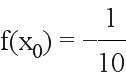 f(x₀) = −1/10